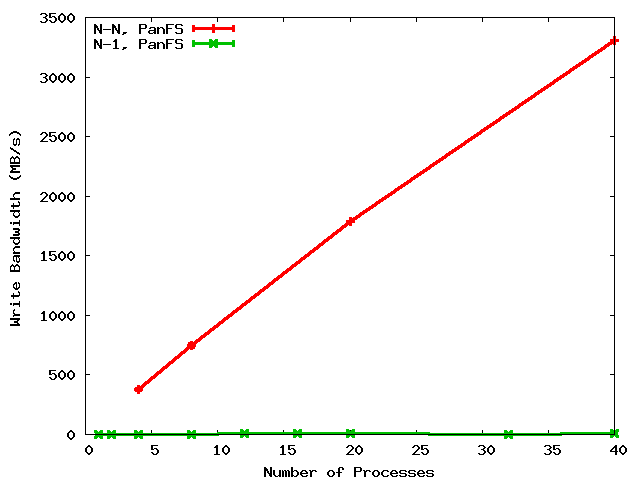 3500
N-N, PanFS
N-1, PanFS
3000
2500
2000
1500
1000
500
0
Write Bandwidth (MB/s)
0 5 10 15 20 25 30 35 40
Number of Processes